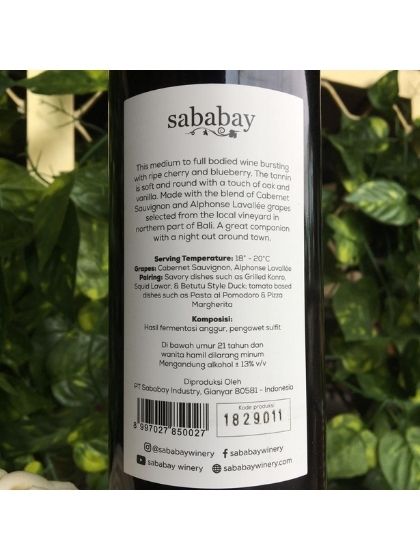 sababay
This medium to full bodied wine bursting
with ripe cherry and blueberry. The tannin
is soft and round with a touch of oak and
vanilla. Made with the blend of Cabernet
Sauvignon and Alphonse Lavallée grapes
selected from the local vineyard in
northern part of Bali. A great companion
with a night out around town.
Serving Temperature: 18° - 20°C
Grapes: Cabernet Sauvignon, Alphonse Lavallée
Pairing: Savory dishes such as Grilled Konro,
Squid Lawar, & Betutu Style Duck; tomato based
dishes such as Pasta al Pomodoro & Pizza
Margherita
Komposisi:
Hasil fermentasi anggur, pengawet sulfit
Di bawah umur 21 tahun dan
wanita hamil dilarang minum
Mengandung alkohol ± 13% v/v
Diproduksi Oleh
PT Sababay Industry, Gianyar 80581 - Indonesia
8 997027 850027
Kode produksi
1829011
@sababaywinery
sababaywinery
sababay winery
sababaywinery.com